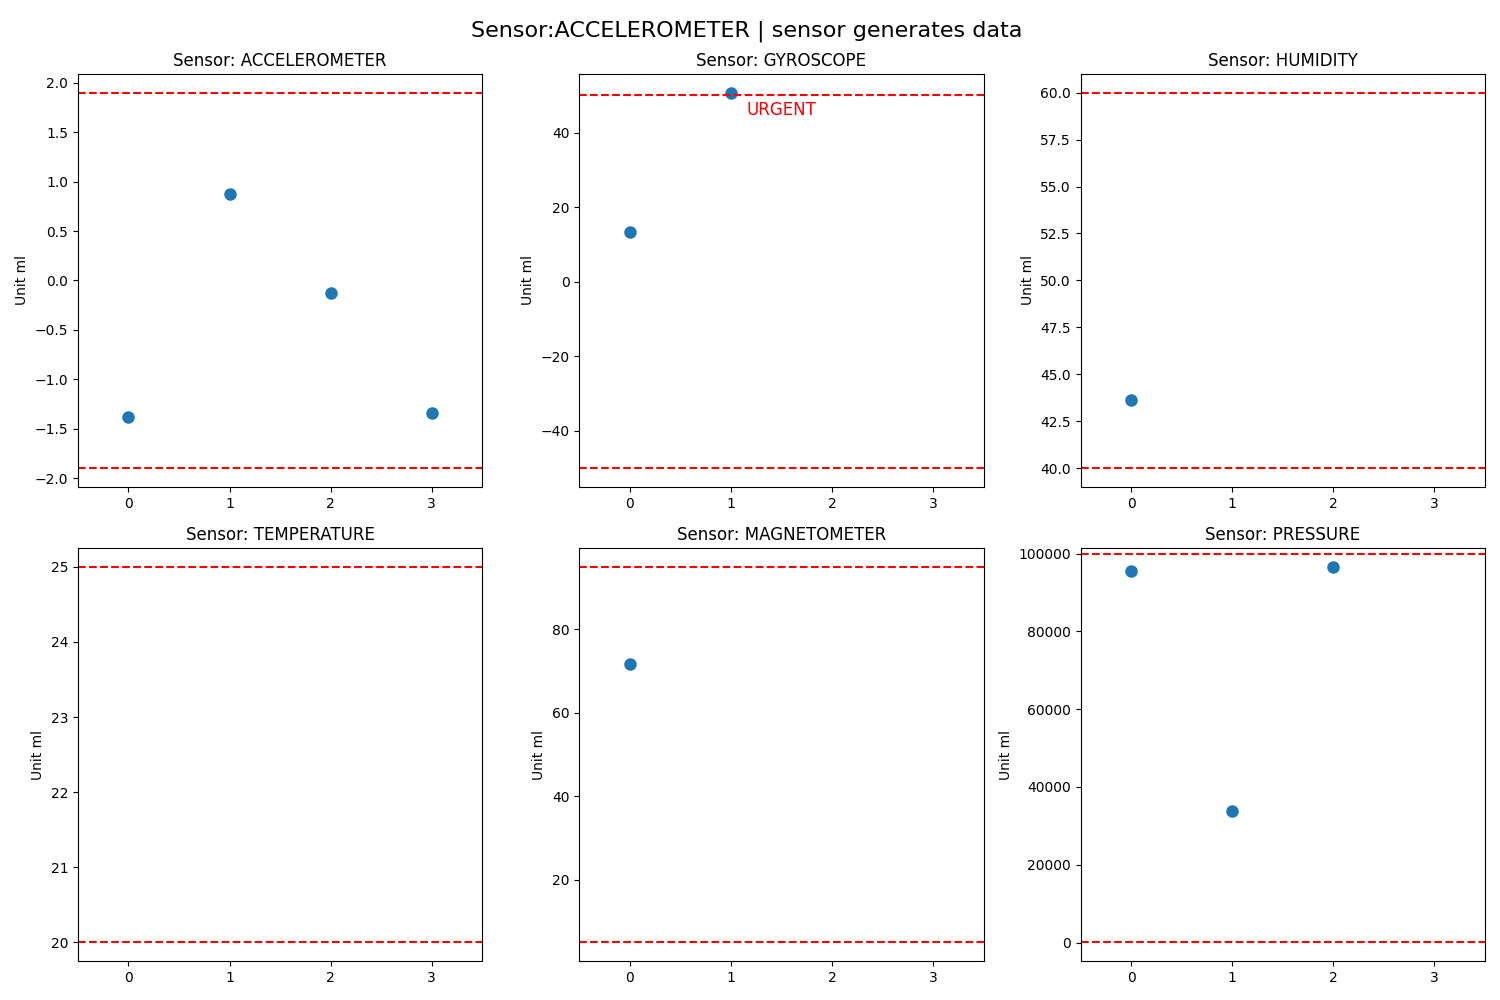 Sensor:ACCELEROMETER | sensor generates data
Sensor: ACCELEROMETER
Unit ml
2.0
1.5
1.0
0.5
0.0
−0.5
−1.0
−1.5
−2.0
0 1 2 3
Sensor: GYROSCOPE
Unit ml
40
20
0
−20
−40
URGENT
0 1 2 3
Sensor: HUMIDITY
Unit ml
60.0
57.5
55.0
52.5
50.0
47.5
45.0
42.5
40.0
0 1 2 3
Sensor: TEMPERATURE
Unit ml
25
24
23
22
21
20
0 1 2 3
Sensor: MAGNETOMETER
Unit ml
80
60
40
20
0 1 2 3
Sensor: PRESSURE
Unit ml
100000
80000
60000
40000
20000
0
0 1 2 3